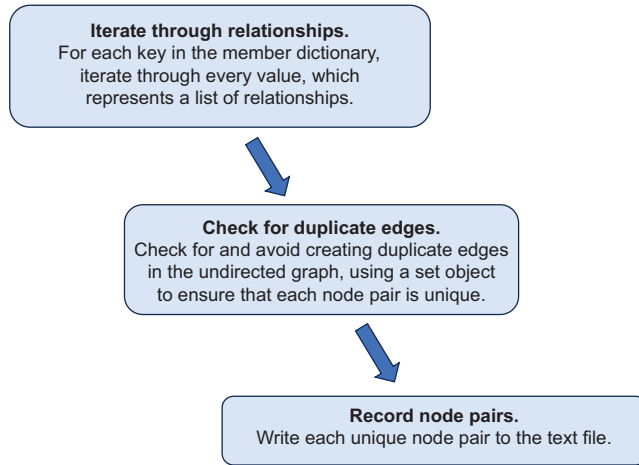 Iterate through relationships.
For each key in the member dictionary,
iterate through every value, which
represents a list of relationships.
Check for duplicate edges.
Check for and avoid creating duplicate edges
in the undirected graph, using a set object
to ensure that each node pair is unique.
Record node pairs.
Write each unique node pair to the text file.